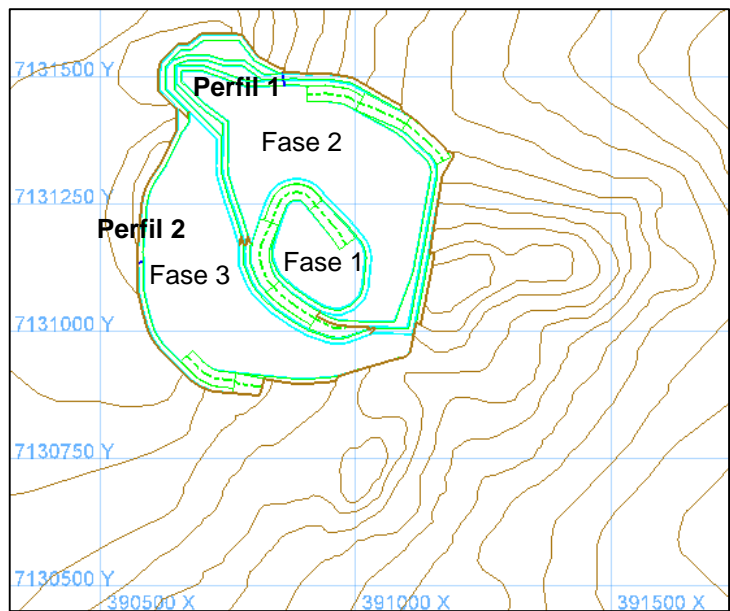 7131500 Y
Perfil 1
Fase 2
7131250 Y
Perfil 2
Fase 1
Fase 3
7131000 Y
7130750 Y
7130500 Y
390500 X
391000 X
391500 X